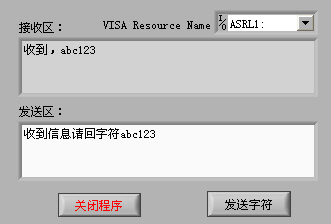 接收区： VISA Resource Name I/O ASRL1:
收到，abc123
发送区：
收到信息请回字符abc123
关闭程序 发送字符